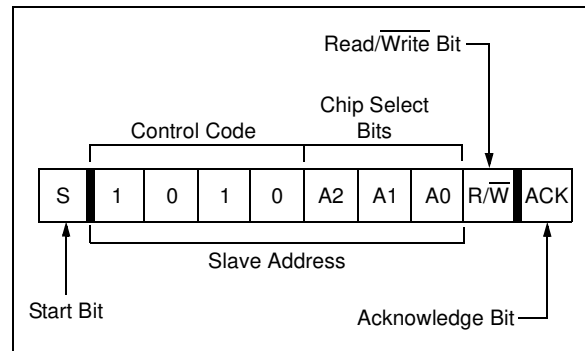 Read/Write Bit
Chip Select
Control Code Bits
S 1 0 1 0 A2 A1 A0 R/W ACK
Slave Address
Start Bit
Acknowledge Bit